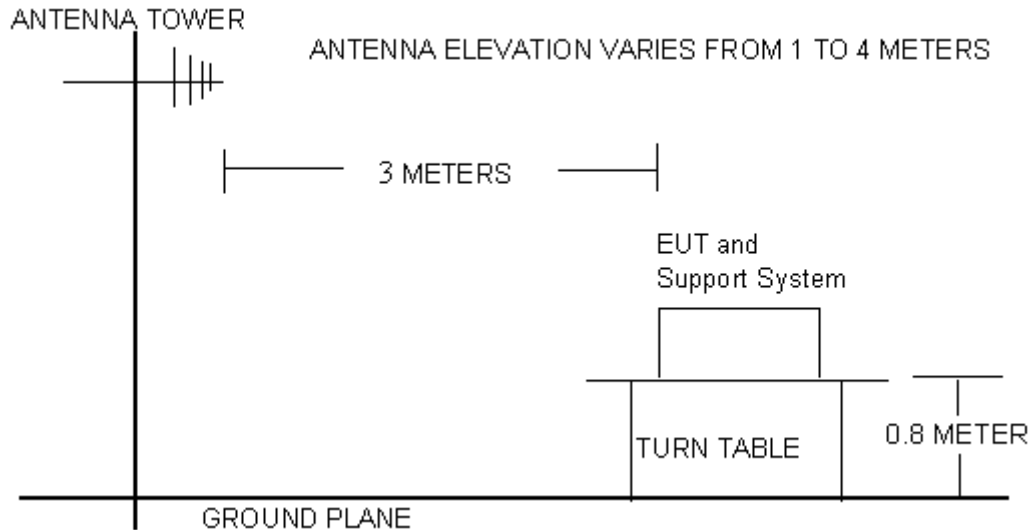 ANTENNA TOWER
ANTENNA ELEVATION VARIES FROM 1 TO 4 METERS
3 METERS
EUT and
Support System
0.8 METER
TURN TABLE
GROUND PLANE